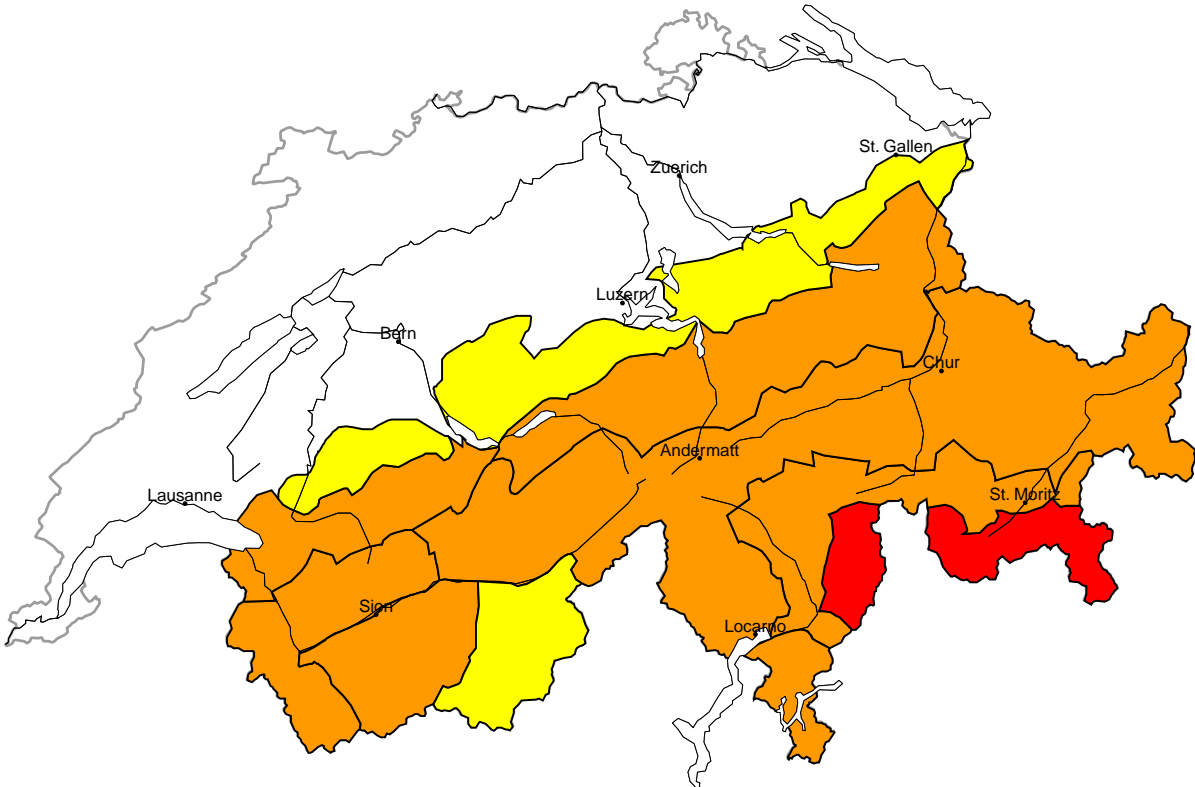 St. Gallen
Zuerich
Luzern
Bern
Chur
Andermatt
Lausanne
St. Moritz
Sion
Locarno